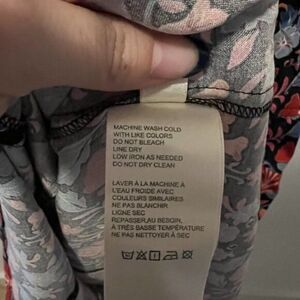 MACHINE WASH COLD
WITH LIKE COLORS
DO NOT BLEACH
LINE DRY
LOW IRON AS NEEDED
DO NOT DRY CLEAN
LAVER À LA MACHINE À
L'EAU FROIDE AVEC
COULEURS SIMILAIRES
NE PAS BLANCHIR
LIGNE SEC
REPASSER AU BESOIN,
À TRÈS BASSE TEMPÉRATURE
NE PAS NETTOYER À SEC